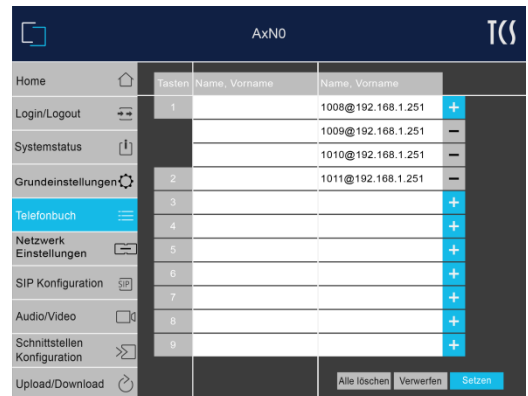 AxN0
TCS
Home
Login/Logout
Systemstatus
Grundeinstellungen
Telefonbuch
Netzwerk
Einstellungen
SIP Konfiguration
SIP
Audio/Video
Schnittstellen
Konfiguration
Upload/Download
Tasten Name, Vorname Name, Vorname
1 1008@192.168.1.251 +
1009@192.168.1.251 −
1010@192.168.1.251 −
2 1011@192.168.1.251 −
3 +
4 +
5 +
6 +
7 +
8 +
9 +
Alle löschen Verwerfen Setzen